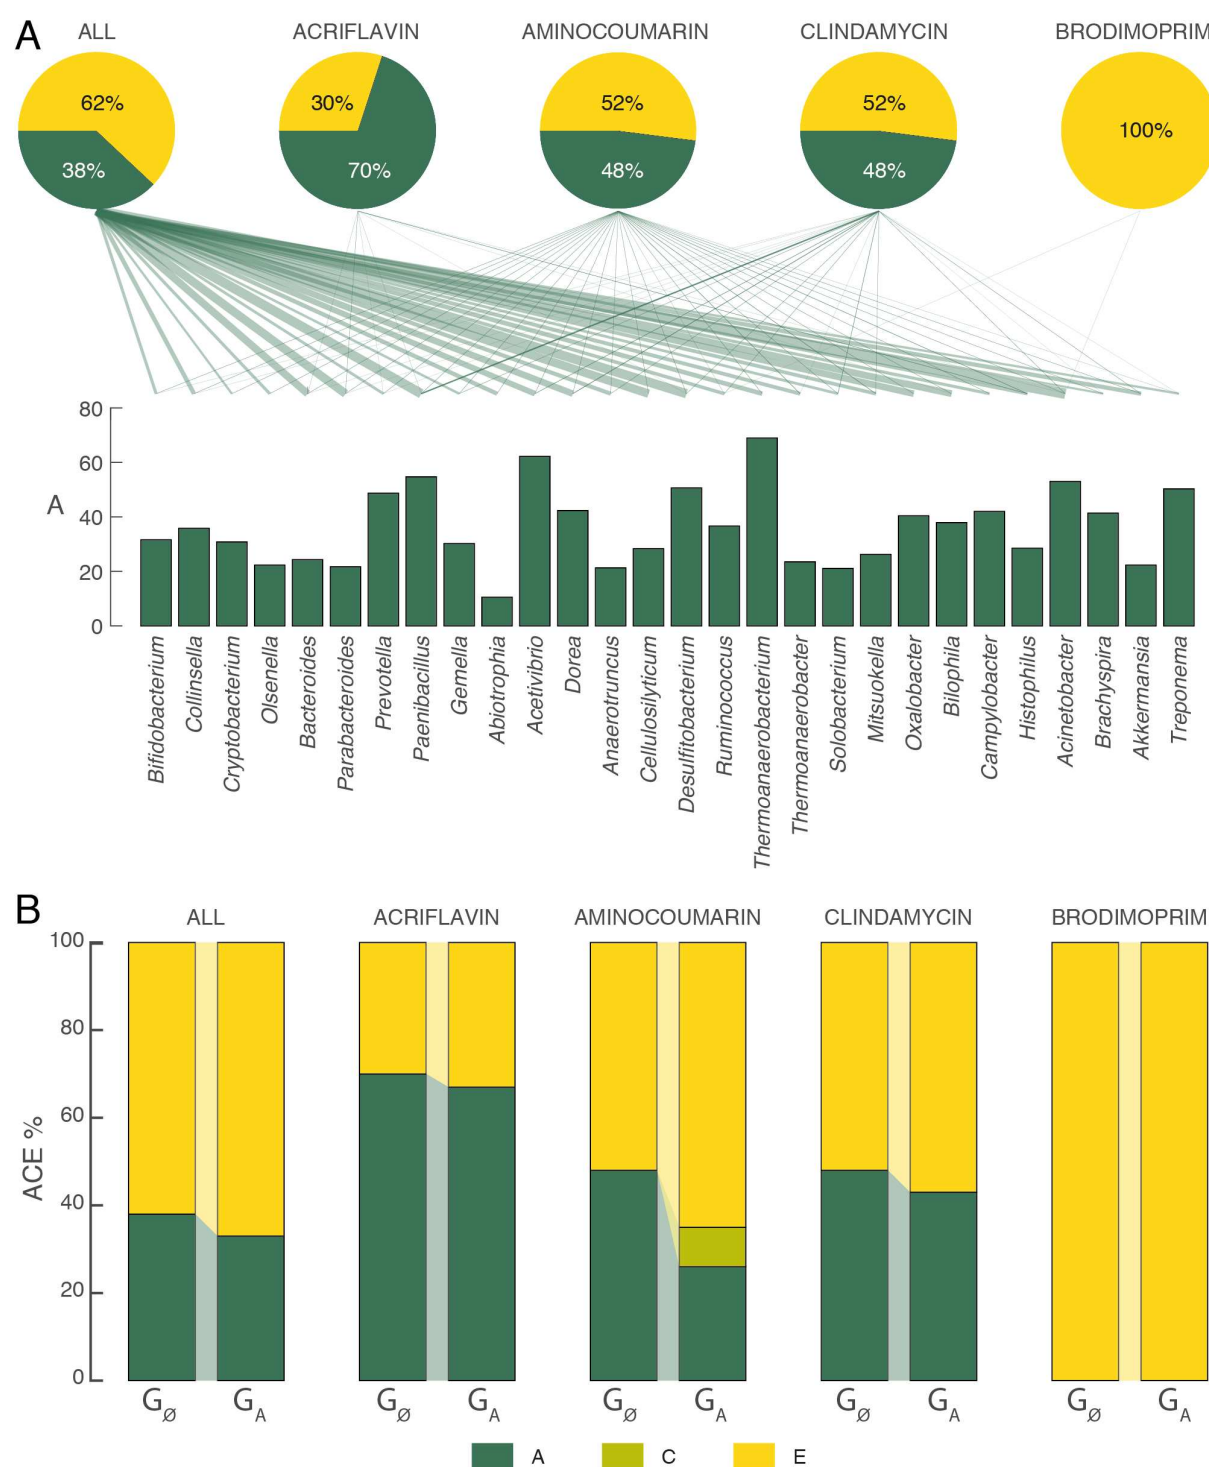 A
ALL
ACRIFLAVIN
AMINOCOUMARIN
CLINDAMYCIN
BRODIMOPRIM
62%
38%
30%
70%
52%
48%
52%
48%
100%
80
60
A
40
20
0
Bifidobacterium
Collinsella
Cryptobacterium
Olsenella
Bacteroides
Parabacteroides
Prevotella
Paenibacillus
Gemella
Abiotrophia
Acetivibrio
Dorea
Anaerotruncus
Cellulosilyticum
Desulfitobacterium
Ruminococcus
Thermoanaerobacterium
Thermoanaerobacter
Solobacterium
Mitsuokella
Oxalobacter
Bilophila
Campylobacter
Histophilus
Acinetobacter
Brachyspira
Akkermansia
Treponema
B
ALL
ACRIFLAVIN
AMINOCOUMARIN
CLINDAMYCIN
BRODIMOPRIM
100
80
60
ACE %
40
20
0
GØ GA GØ GA GØ GA GØ GA GØ GA
A C E